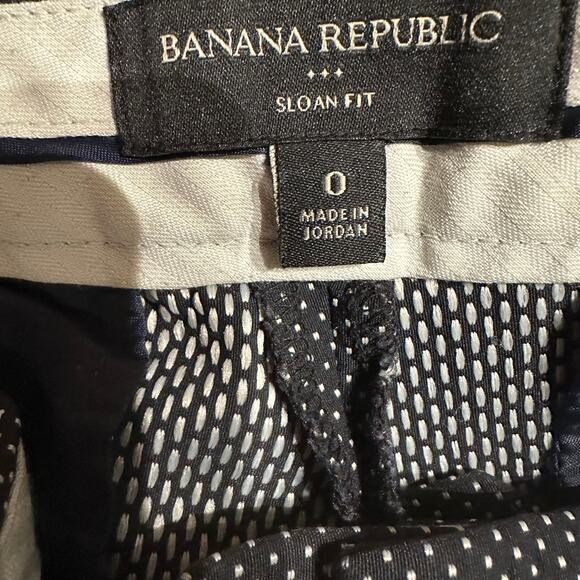 BANANA REPUBLIC
SLOAN FIT
0
MADE IN
JORDAN